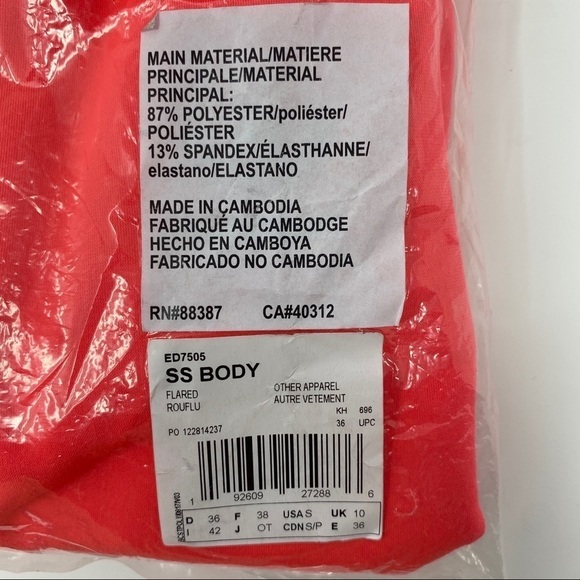 MAIN MATERIAL/MATIERE
PRINCIPALE/MATERIAL
PRINCIPAL:
87% POLYESTER/poliéster/
POLIÉSTER
13% SPANDEX/ÉLASTHANNE/
elastano/ELASTANO
MADE IN CAMBODIA
FABRIQUÉ AU CAMBODGE
HECHO EN CAMBOYA
FABRICADO NO CAMBODIA
RN#88387 CA#40312
ED7505
SS BODY
FLARED OTHER APPAREL
ROUFLU AUTRE VETEMENT
KH 696
PO 122814237 36 UPC
1 92609 27288 6
D 36 F 38 USA S UK 10
I 42 J OT CDN S/P E 36